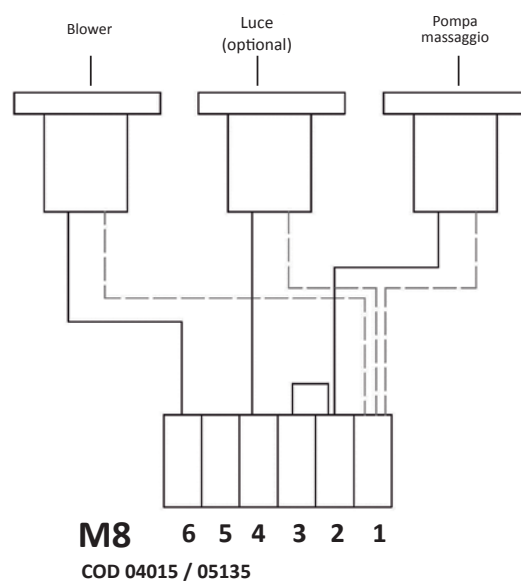 Blower
Luce
(optional)
Pompa
massaggio
M8 6 5 4 3 2 1
COD 04015 / 05135